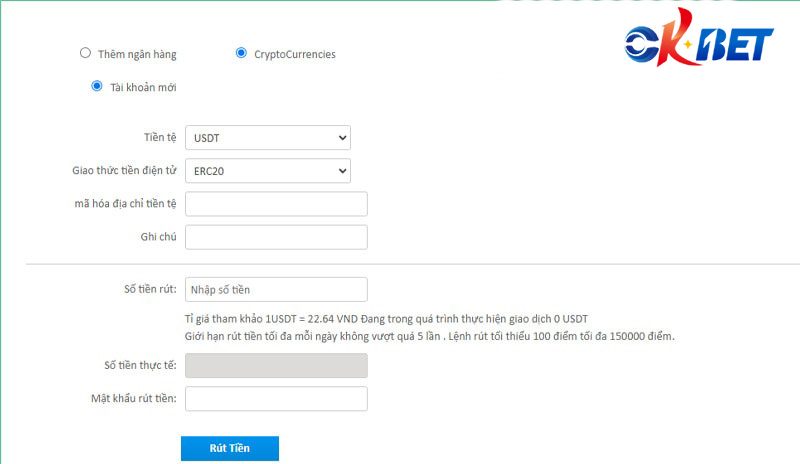 OKBET
Thêm ngân hàng CryptoCurrencies
Tài khoản mới
Tiền tệ USDT
Giao thức tiền điện tử ERC20
mã hóa địa chỉ tiền tệ
Ghi chú
Số tiền rút: Nhập số tiền
Tỉ giá tham khảo 1USDT = 22.64 VND Đang trong quá trình thực hiện giao dịch 0 USDT
Giới hạn rút tiền tối đa mỗi ngày không vượt quá 5 lần . Lệnh rút tối thiểu 100 điểm tối đa 150000 điểm.
Số tiền thực tế:
Mật khẩu rút tiền:
Rút Tiền